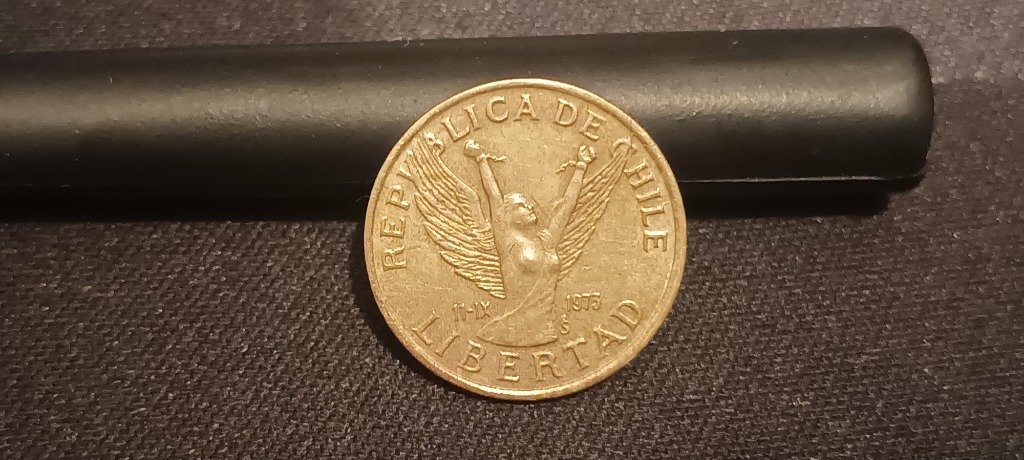 REPUBLICA DE CHILE
11-IX 1973
S
LIBERTAD